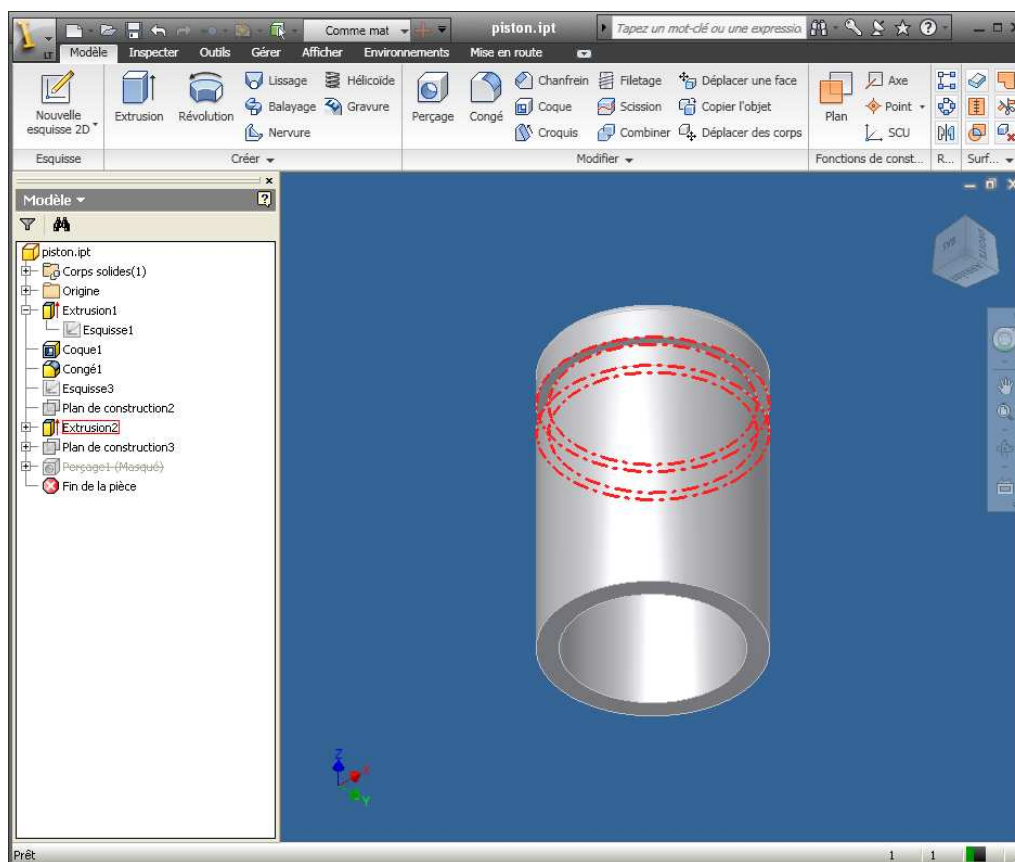 LT
Comme mat
piston.ipt
Tapez un mot-clé ou une expressio
Modèle Inspecter Outils Gérer Afficher Environnements Mise en route
Nouvelle esquisse 2D
Extrusion
Révolution
Lissage
Balayage
Nervure
Hélicoïde
Gravure
Perçage
Congé
Chanfrein
Coque
Croquis
Filetage
Scission
Combiner
Déplacer une face
Copier l'objet
Déplacer des corps
Plan
Axe
Point
SCU
Esquisse
Créer
Modifier
Fonctions de const...
R...
Surf...
Modèle
piston.ipt
Corps solides(1)
Origine
Extrusion1
Esquisse1
Coque1
Congé1
Esquisse3
Plan de construction2
Extrusion2
Plan de construction3
Perçage1 (Masqué)
Fin de la pièce
BAS
Z
X
Y
Prêt
1 1